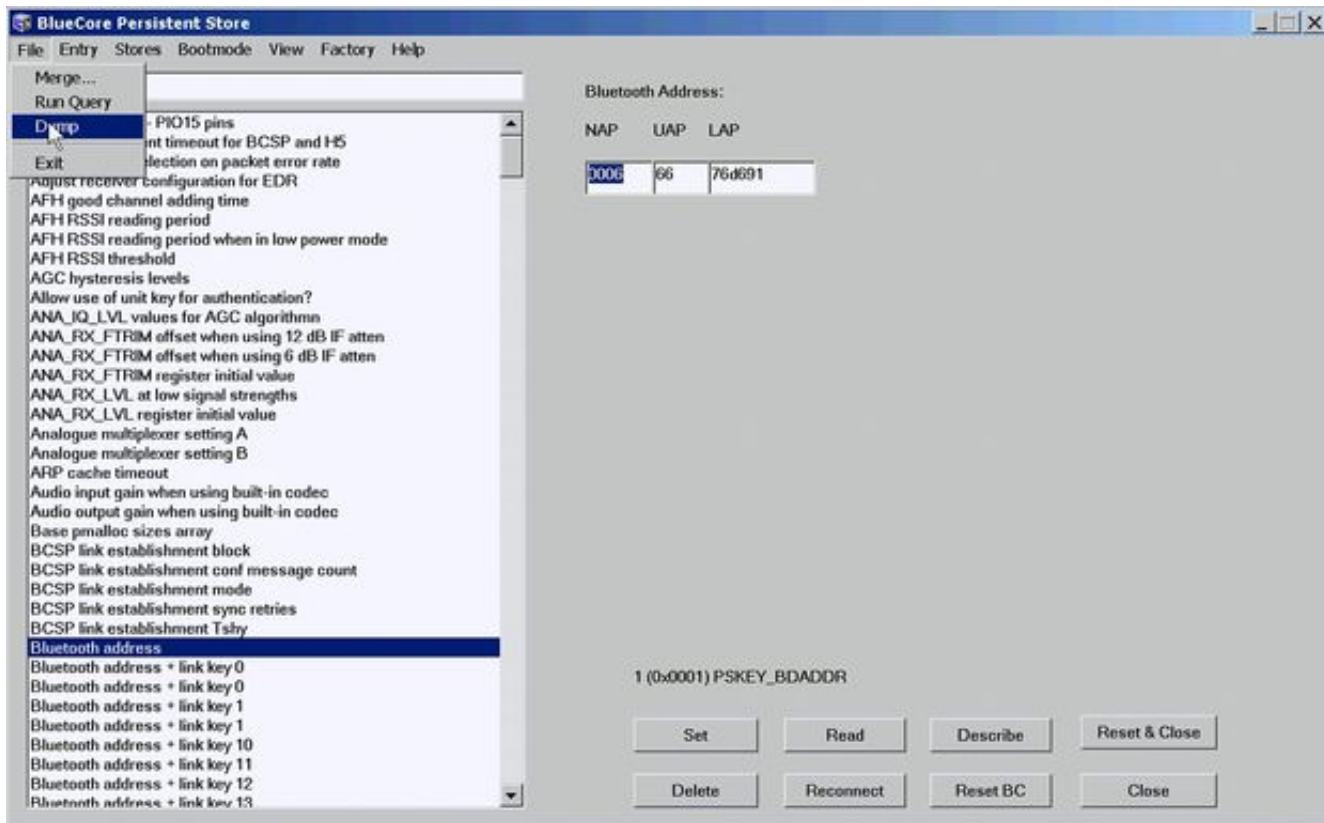 BlueCore Persistent Store
File Entry Stores Bootmode View Factory Help
Merge...
Run Query
Dump
Exit
- PIO15 pins
nt timeout for BCSP and H5
lection on packet error rate
Adjust receiver configuration for EDR
AFH good channel adding time
AFH RSSI reading period
AFH RSSI reading period when in low power mode
AFH RSSI threshold
AGC hysteresis levels
Allow use of unit key for authentication?
ANA_IQ_LVL values for AGC algorithmn
ANA_RX_FTRIM offset when using 12 dB IF atten
ANA_RX_FTRIM offset when using 6 dB IF atten
ANA_RX_FTRIM register initial value
ANA_RX_LVL at low signal strengths
ANA_RX_LVL register initial value
Analogue multiplexer setting A
Analogue multiplexer setting B
ARP cache timeout
Audio input gain when using built-in codec
Audio output gain when using built-in codec
Base pmalloc sizes array
BCSP link establishment block
BCSP link establishment conf message count
BCSP link establishment mode
BCSP link establishment sync retries
BCSP link establishment Tshy
Bluetooth address
Bluetooth address + link key 0
Bluetooth address + link key 0
Bluetooth address + link key 1
Bluetooth address + link key 1
Bluetooth address + link key 10
Bluetooth address + link key 11
Bluetooth address + link key 12
Bluetooth address + link key 13
Bluetooth Address:
NAP UAP LAP
0006 66 76d691
1 (0x0001) PSKEY_BDADDR
Set Read Describe Reset & Close
Delete Reconnect Reset BC Close